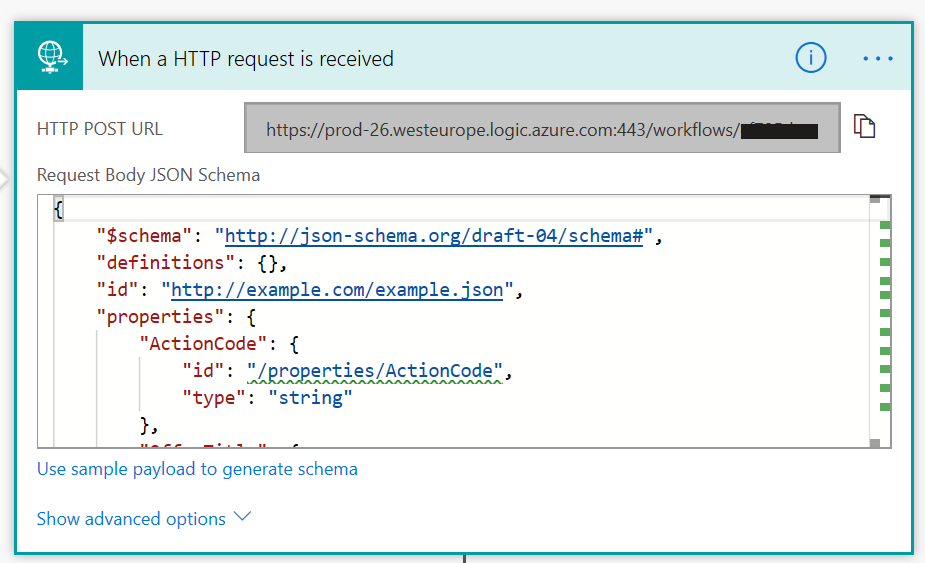 When a HTTP request is received
HTTP POST URL
https://prod-26.westeurope.logic.azure.com:443/workflows/
Request Body JSON Schema
{
"$schema": "http://json-schema.org/draft-04/schema#",
"definitions": {},
"id": "http://example.com/example.json",
"properties": {
"ActionCode": {
"id": "/properties/ActionCode",
"type": "string"
},
Use sample payload to generate schema
Show advanced options